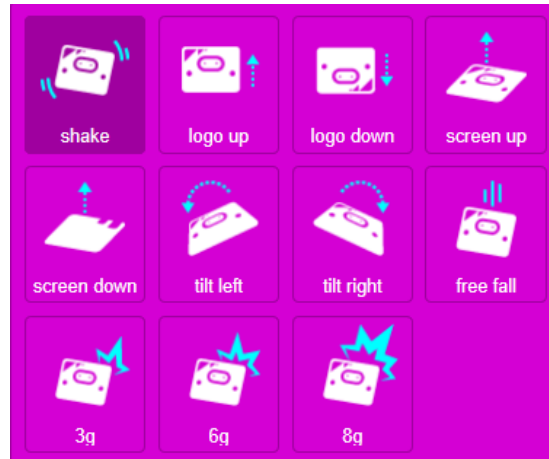 shake
logo up
logo down
screen up
screen down
tilt left
tilt right
free fall
3g
6g
8g